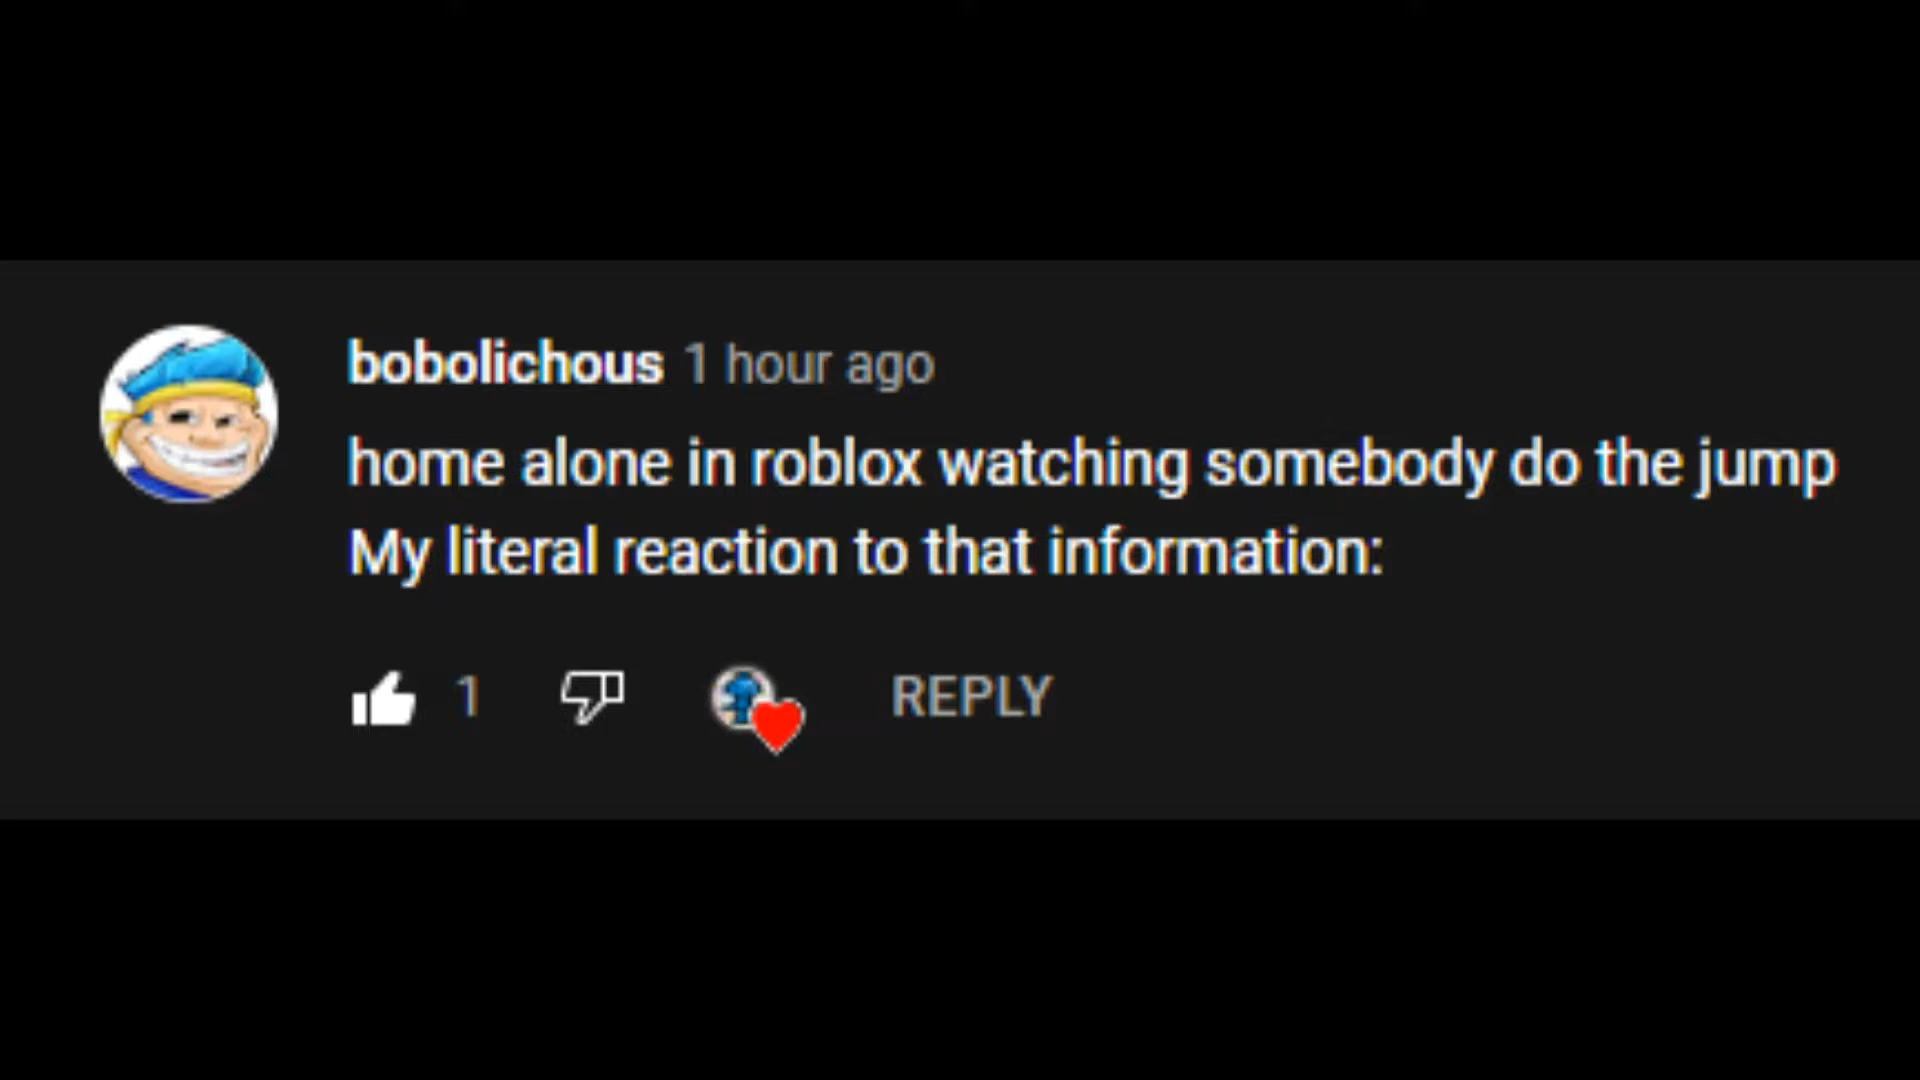 bobolichous 1 hour ago
home alone in roblox watching somebody do the jump
My literal reaction to that information:
1 REPLY